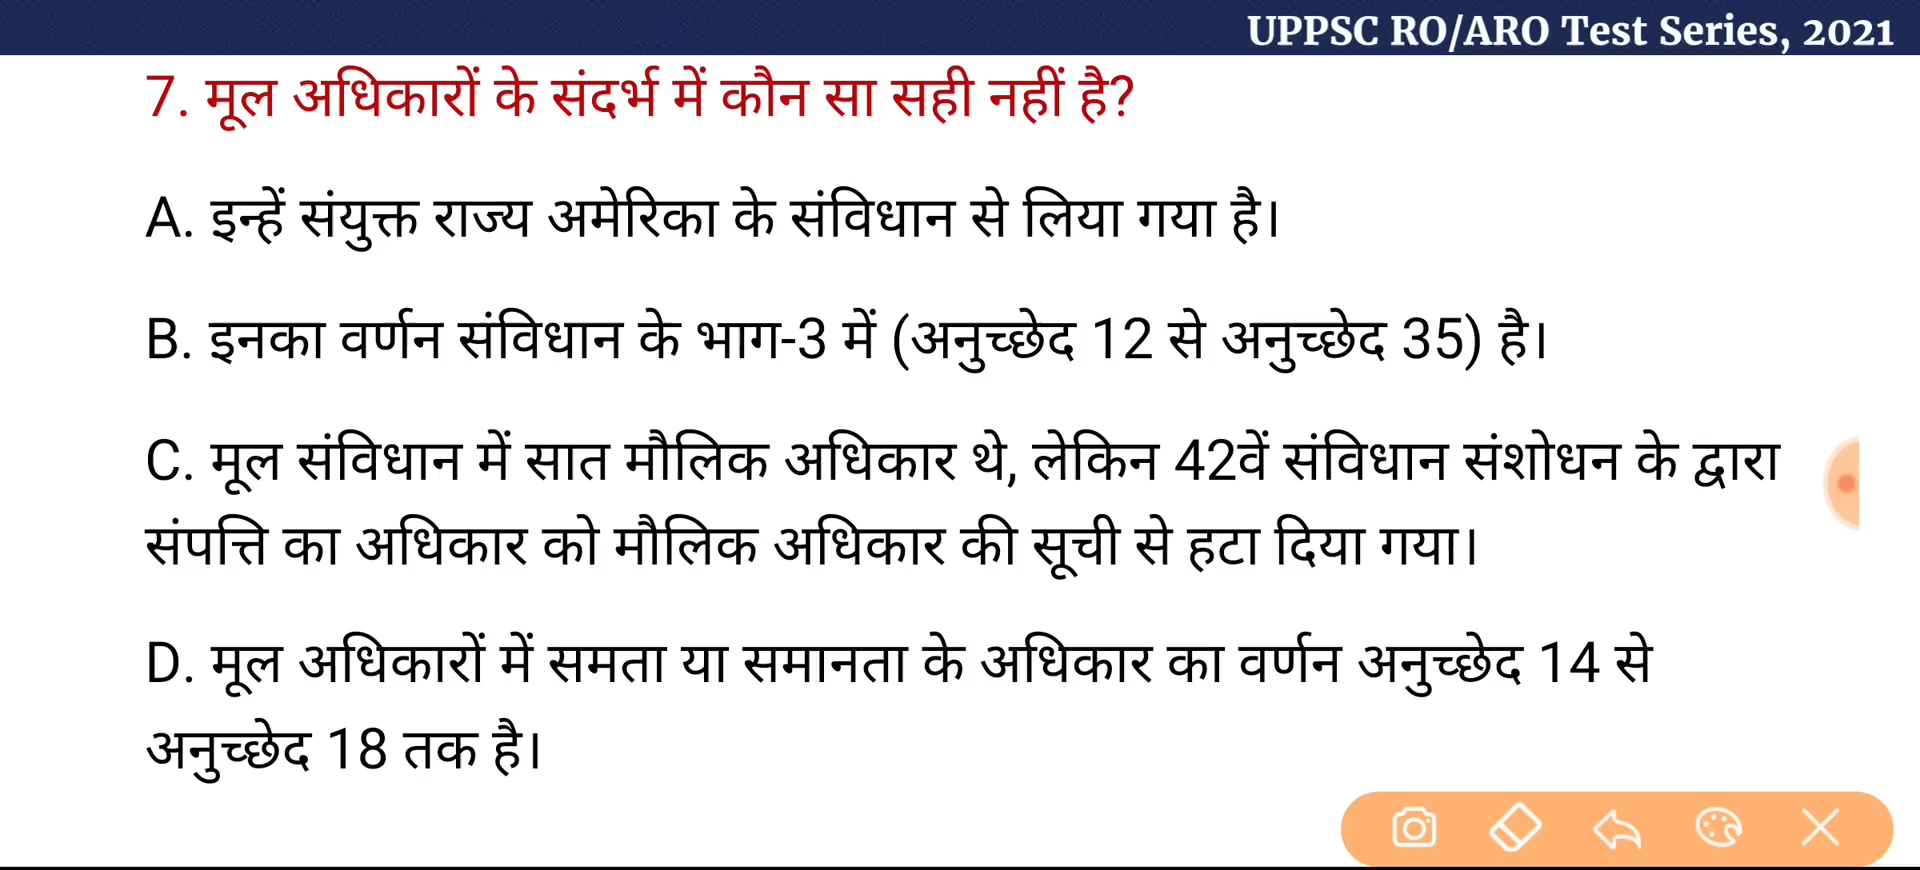 UPPSC RO/ARO Test Series, 2021
7. मूल अधिकारों के संदर्भ में कौन सा सही नहीं है?
A. इन्हें संयुक्त राज्य अमेरिका के संविधान से लिया गया है।
B. इनका वर्णन संविधान के भाग-3 में (अनुच्छेद 12 से अनुच्छेद 35) है।
C. मूल संविधान में सात मौलिक अधिकार थे, लेकिन 42वें संविधान संशोधन के द्वारा
संपत्ति का अधिकार को मौलिक अधिकार की सूची से हटा दिया गया।
D. मूल अधिकारों में समता या समानता के अधिकार का वर्णन अनुच्छेद 14 से
अनुच्छेद 18 तक है।